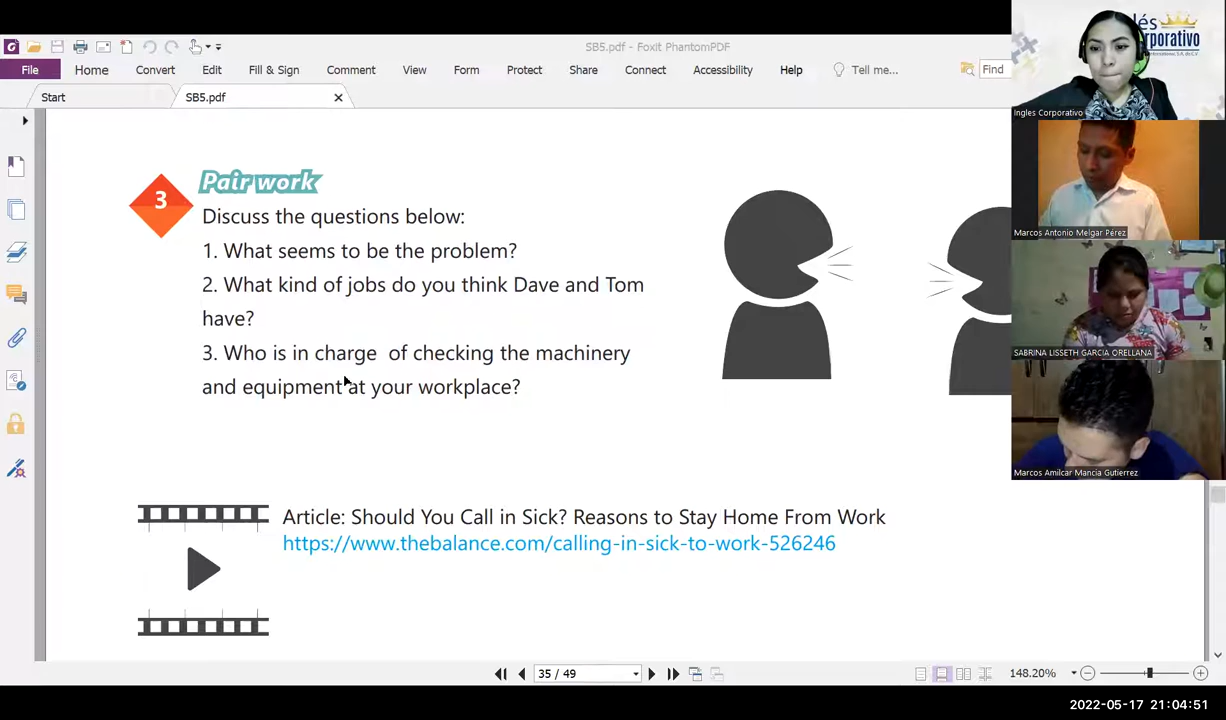 SB5.pdf - Foxit PhantomPDF
File Home Convert Edit Fill & Sign Comment View Form Protect Share Connect Accessibility Help Tell me... Find
Start SB5.pdf
3
Pair work
Discuss the questions below:
1. What seems to be the problem?
2. What kind of jobs do you think Dave and Tom
have?
3. Who is in charge of checking the machinery
and equipment at your workplace?
Article: Should You Call in Sick? Reasons to Stay Home From Work
https://www.thebalance.com/calling-in-sick-to-work-526246
35 / 49
148.20%
Ingles Corporativo
Marcos Antonio Melgar Pérez
SABRINA LISSETH GARCIA ORELLANA
Marcos Amilcar Mancia Gutierrez
2022-05-17 21:04:51